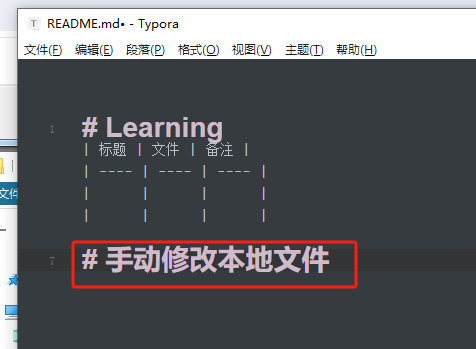 README.md• - Typora
文件(F) 编辑(E) 段落(P) 格式(O) 视图(V) 主题(T) 帮助(H)
1 # Learning
| 标题 | 文件 | 备注 |
| ---- | ---- | ---- |
| | | |
| | | |
7 # 手动修改本地文件
文件